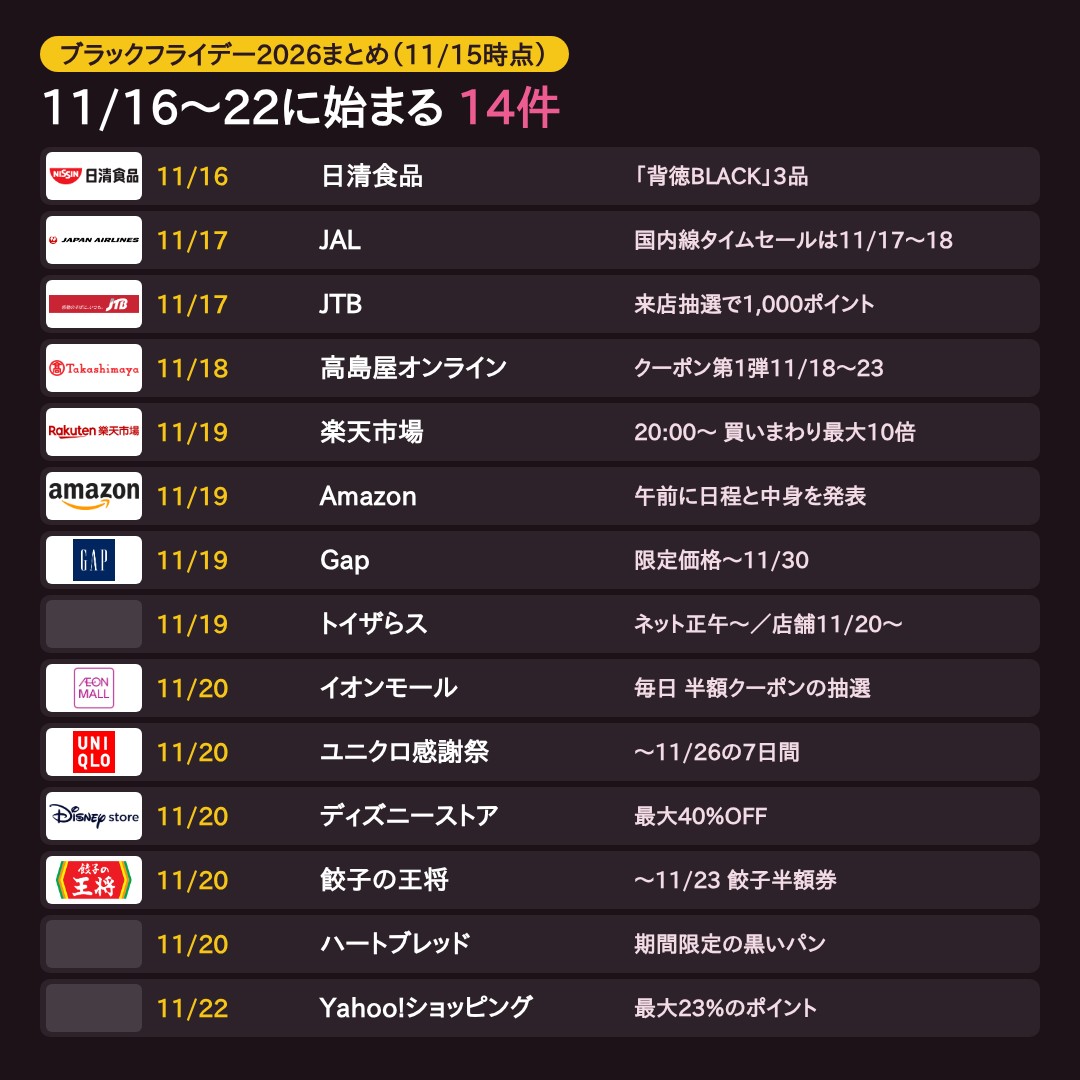 ブラックフライデー2026まとめ（11/15時点）
11/16〜22に始まる 14件
NISSIN 日清食品 11/16 日清食品 「背徳BLACK」3品
JAPAN AIRLINES 11/17 JAL 国内線タイムセールは11/17〜18
JTB 11/17 JTB 来店抽選で1,000ポイント
Takashimaya 11/18 高島屋オンライン クーポン第1弾11/18〜23
Rakuten 楽天市場 11/19 楽天市場 20:00〜 買いまわり最大10倍
amazon 11/19 Amazon 午前に日程と中身を発表
GAP 11/19 Gap 限定価格〜11/30
11/19 トイザらス ネット正午〜／店舗11/20〜
ÆON MALL 11/20 イオンモール 毎日 半額クーポンの抽選
UNIQLO 11/20 ユニクロ感謝祭 〜11/26の7日間
Disney store 11/20 ディズニーストア 最大40%OFF
餃子の王将 11/20 餃子の王将 〜11/23 餃子半額券
11/20 ハートブレッド 期間限定の黒いパン
11/22 Yahoo!ショッピング 最大23%のポイント